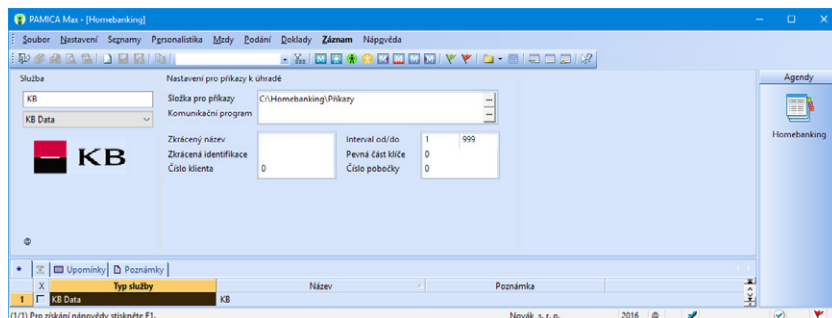 PAMICA Max - [Homebanking]
Soubor Nastavení Seznamy Personalistika Mzdy Podání Doklady Záznam Nápověda
Služba Nastavení pro příkazy k úhradě Agendy
KB Složka pro příkazy C:\Homebanking\Příkazy
KB Data Komunikační program
Homebanking
Zkrácený název Interval od/do 1 999
KB Zkrácená identifikace Pevná část klíče 0
Číslo klienta 0 Číslo pobočky 0
Upomínky Poznámky
X Typ služby Název Poznámka
1 KB Data KB
(1/1) Pro získání nápovědy stiskněte F1. Novák s. r. o. 2016 @